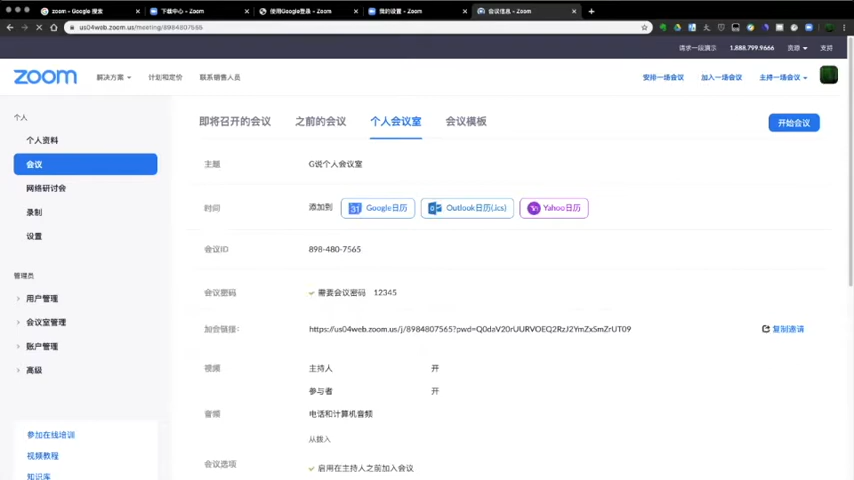 zoom - Google 搜索
下载中心 - Zoom
使用Google登录 - Zoom
我的设置 - Zoom
会议信息 - Zoom
us04web.zoom.us/meeting/8984807565
请求一段演示 1.888.799.9666 资源 支持
zoom 解决方案 计划和定价 联系销售人员 安排一场会议 加入一场会议 主持一场会议
个人
个人资料
会议
网络研讨会
录制
设置
管理员
用户管理
会议室管理
账户管理
高级
参加在线培训
视频教程
知识库
即将召开的会议 之前的会议 个人会议室 会议模板 开始会议
主题 G说个人会议室
时间 添加到 31 Google日历 Outlook日历(.ics) Yahoo日历
会议ID 898-480-7565
会议密码 需要会议密码 12345
加会链接: https://us04web.zoom.us/j/8984807565?pwd=Q0daV20rUURVOEQ2RzJ2YmZxSmZrUT09 复制邀请
视频 主持人 开
参与者 开
音频 电话和计算机音频
从拨入
会议选项 启用在主持人之前加入会议